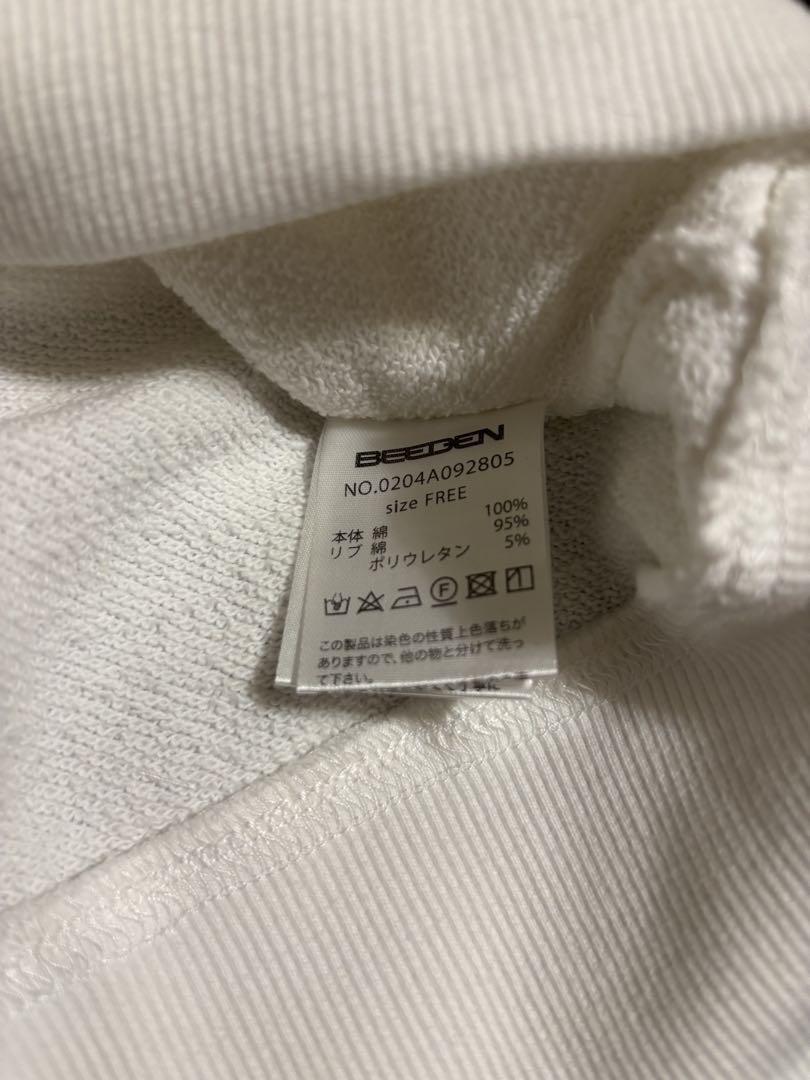 BEEDEN
NO.0204A092805
size FREE
本体 綿 100%
リブ 綿 95%
ポリウレタン 5%
F
この製品は染色の性質上色落ちが
ありますので、他の物と分けて洗っ
て下さい。